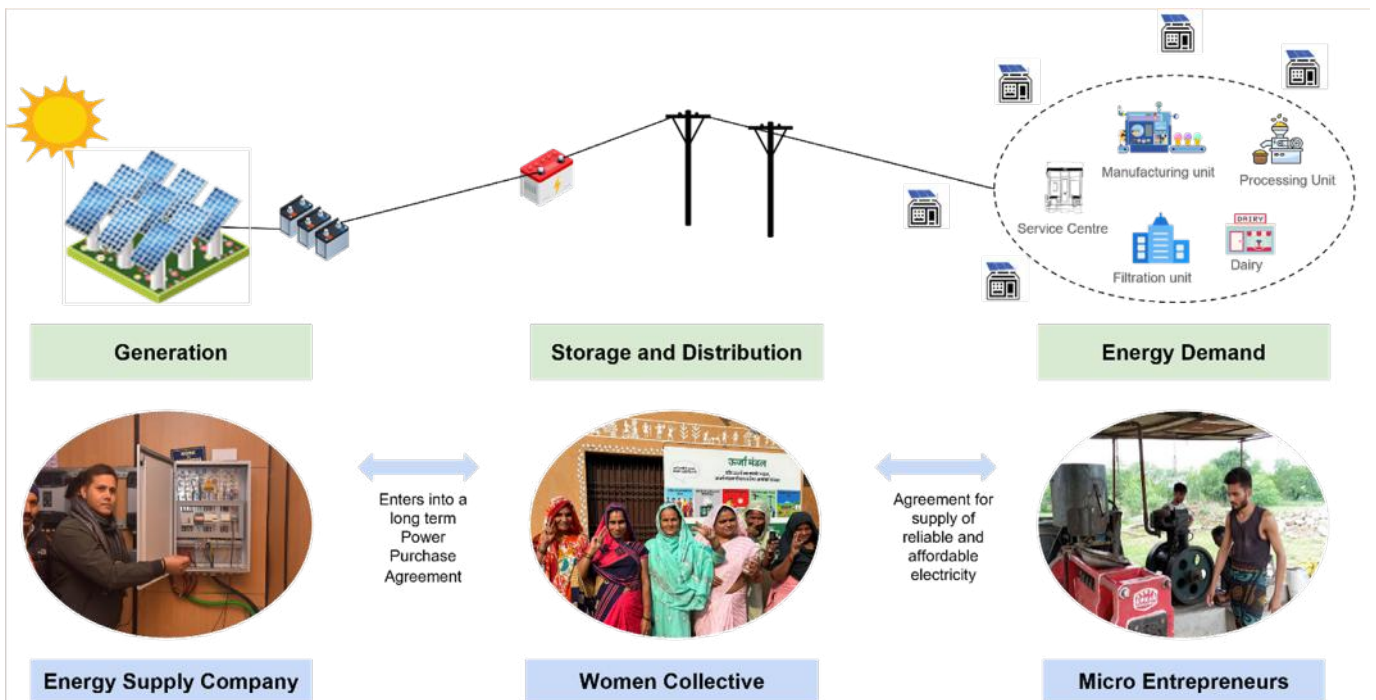 Manufacturing unit
Processing Unit
Service Centre
DAIRY
Filtration unit
Dairy
Generation
Storage and Distribution
Energy Demand
Enters into a
long term
Power
Purchase
Agreement
ऊर्जा मंडल
Agreement for
supply of
reliable and
affordable
electricity
Energy Supply Company
Women Collective
Micro Entrepreneurs